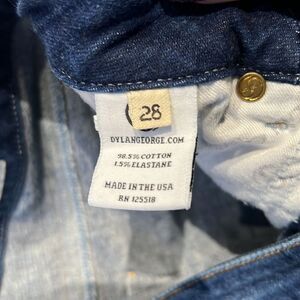 28
DYLANGEORGE.COM
98.5% COTTON
1.5% ELASTANE
MADE IN THE USA
RN 125518